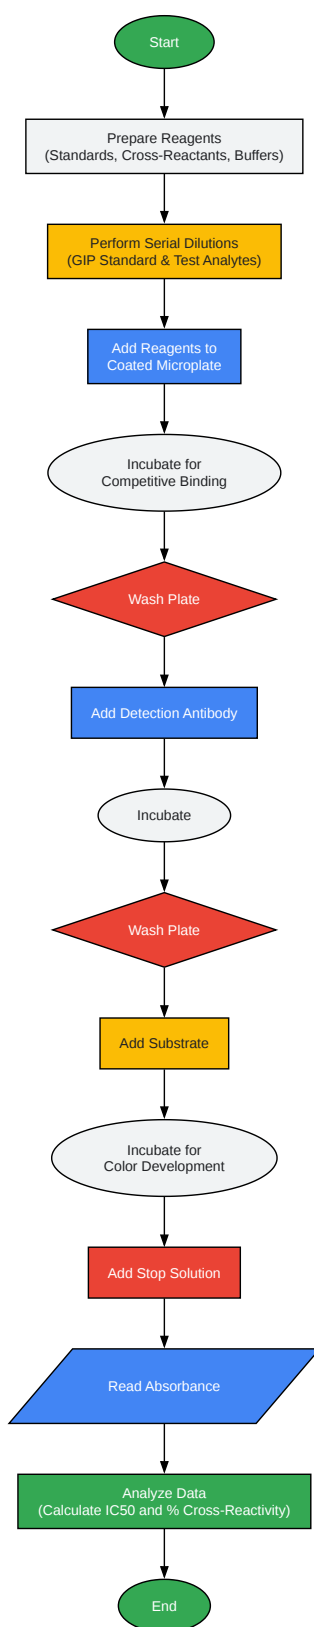 Start
Prepare Reagents
(Standards, Cross-Reactants, Buffers)
Perform Serial Dilutions
(GIP Standard & Test Analytes)
Add Reagents to
Coated Microplate
Incubate for
Competitive Binding
Wash Plate
Add Detection Antibody
Incubate
Wash Plate
Add Substrate
Incubate for
Color Development
Add Stop Solution
Read Absorbance
Analyze Data
(Calculate IC50 and % Cross-Reactivity)
End